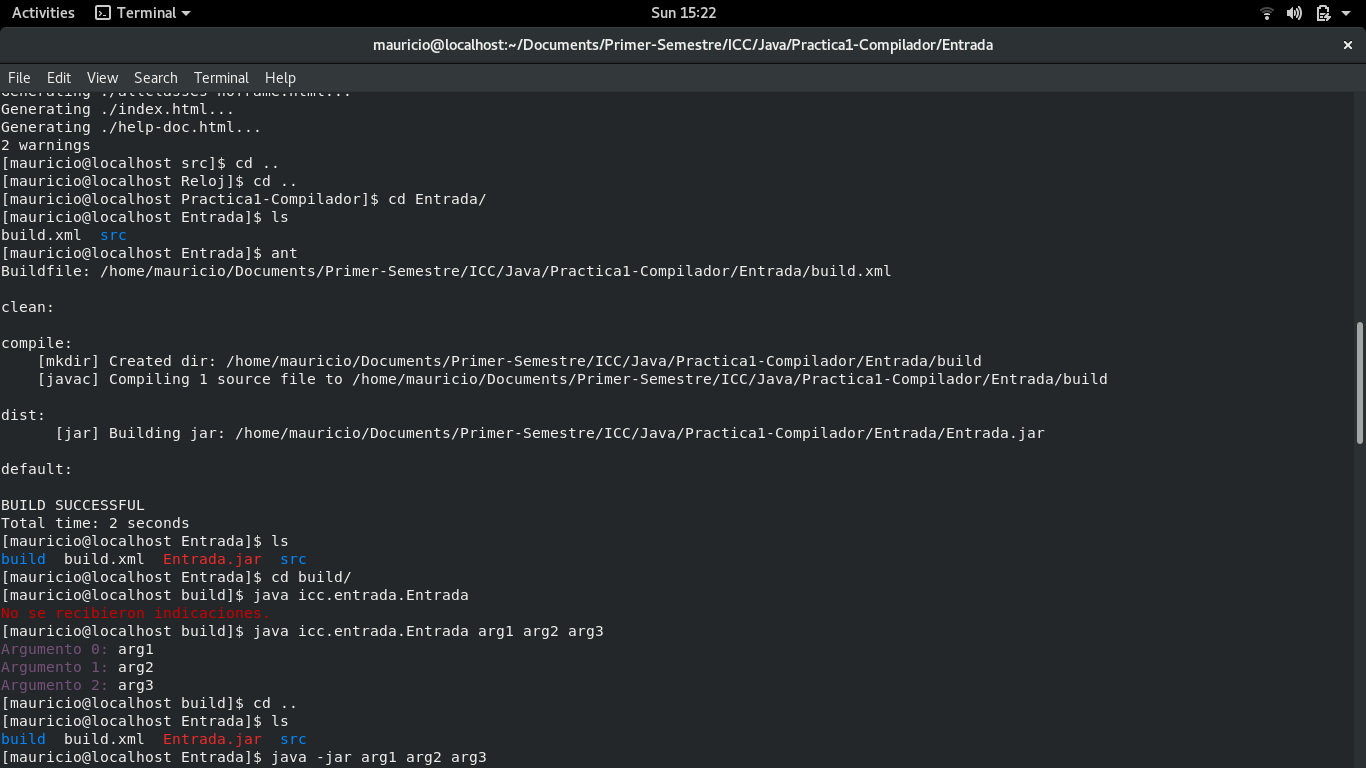 Activities Terminal Sun 15:22
mauricio@localhost:~/Documents/Primer-Semestre/ICC/Java/Practica1-Compilador/Entrada ×
File Edit View Search Terminal Help
Generating ./allclasses-noframe.html...
Generating ./index.html...
Generating ./help-doc.html...
2 warnings
[mauricio@localhost src]$ cd ..
[mauricio@localhost Reloj]$ cd ..
[mauricio@localhost Practica1-Compilador]$ cd Entrada/
[mauricio@localhost Entrada]$ ls
build.xml  src
[mauricio@localhost Entrada]$ ant
Buildfile: /home/mauricio/Documents/Primer-Semestre/ICC/Java/Practica1-Compilador/Entrada/build.xml
clean:
compile:
    [mkdir] Created dir: /home/mauricio/Documents/Primer-Semestre/ICC/Java/Practica1-Compilador/Entrada/build
    [javac] Compiling 1 source file to /home/mauricio/Documents/Primer-Semestre/ICC/Java/Practica1-Compilador/Entrada/build
dist:
      [jar] Building jar: /home/mauricio/Documents/Primer-Semestre/ICC/Java/Practica1-Compilador/Entrada/Entrada.jar
default:
BUILD SUCCESSFUL
Total time: 2 seconds
[mauricio@localhost Entrada]$ ls
build  build.xml  Entrada.jar  src
[mauricio@localhost Entrada]$ cd build/
[mauricio@localhost build]$ java icc.entrada.Entrada
No se recibieron indicaciones.
[mauricio@localhost build]$ java icc.entrada.Entrada arg1 arg2 arg3
Argumento 0: arg1
Argumento 1: arg2
Argumento 2: arg3
[mauricio@localhost build]$ cd ..
[mauricio@localhost Entrada]$ ls
build  build.xml  Entrada.jar  src
[mauricio@localhost Entrada]$ java -jar arg1 arg2 arg3